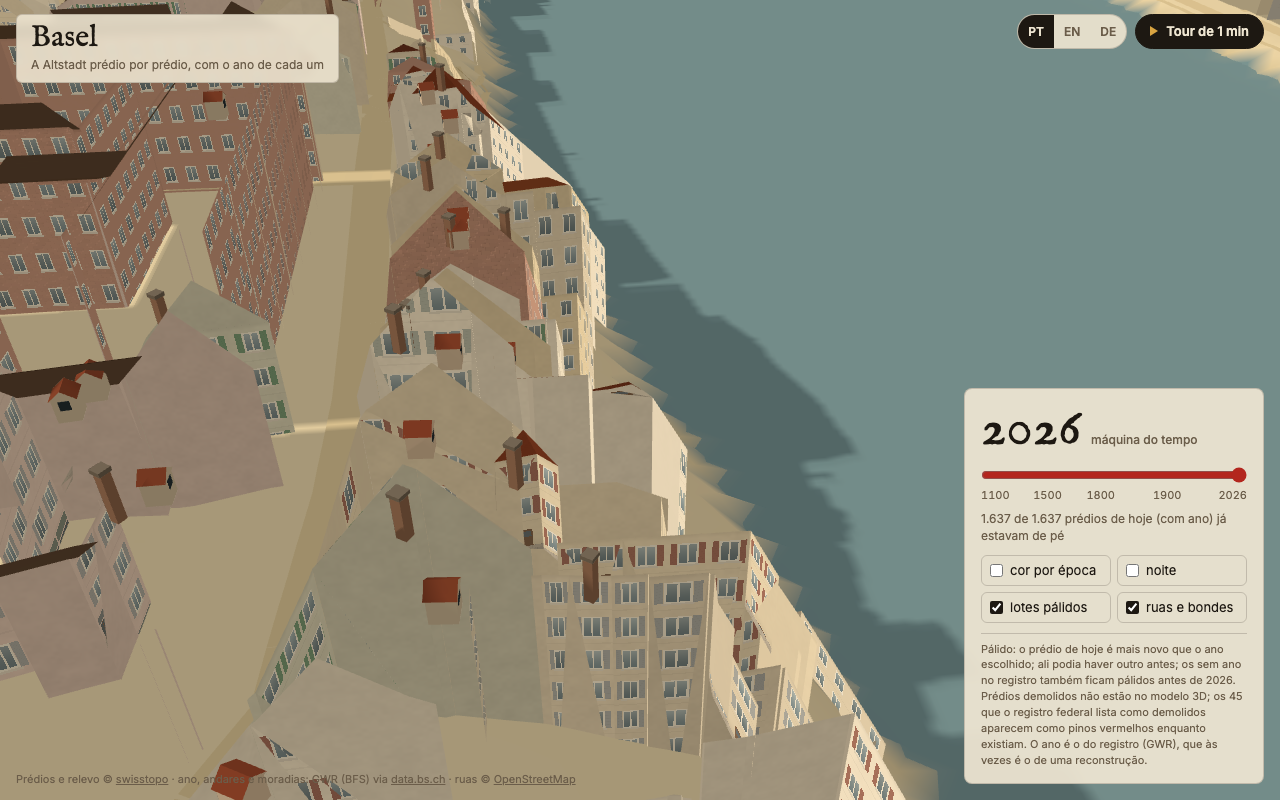 Basel
A Altstadt prédio por prédio, com o ano de cada um
PT EN DE
Tour de 1 min
2026 máquina do tempo
1100 1500 1800 1900 2026
1.637 de 1.637 prédios de hoje (com ano) já
estavam de pé
cor por época
noite
lotes pálidos
ruas e bondes
Pálido: o prédio de hoje é mais novo que o ano
escolhido; ali podia haver outro antes; os sem ano
no registro também ficam pálidos antes de 2026.
Prédios demolidos não estão no modelo 3D; os 45
que o registro federal lista como demolidos
aparecem como pinos vermelhos enquanto
existiam. O ano é o do registro (GWR), que às
vezes é o de uma reconstrução.
Prédios e relevo © swisstopo · ano, andares e moradias: GWR (BFS) via data.bs.ch · ruas © OpenStreetMap